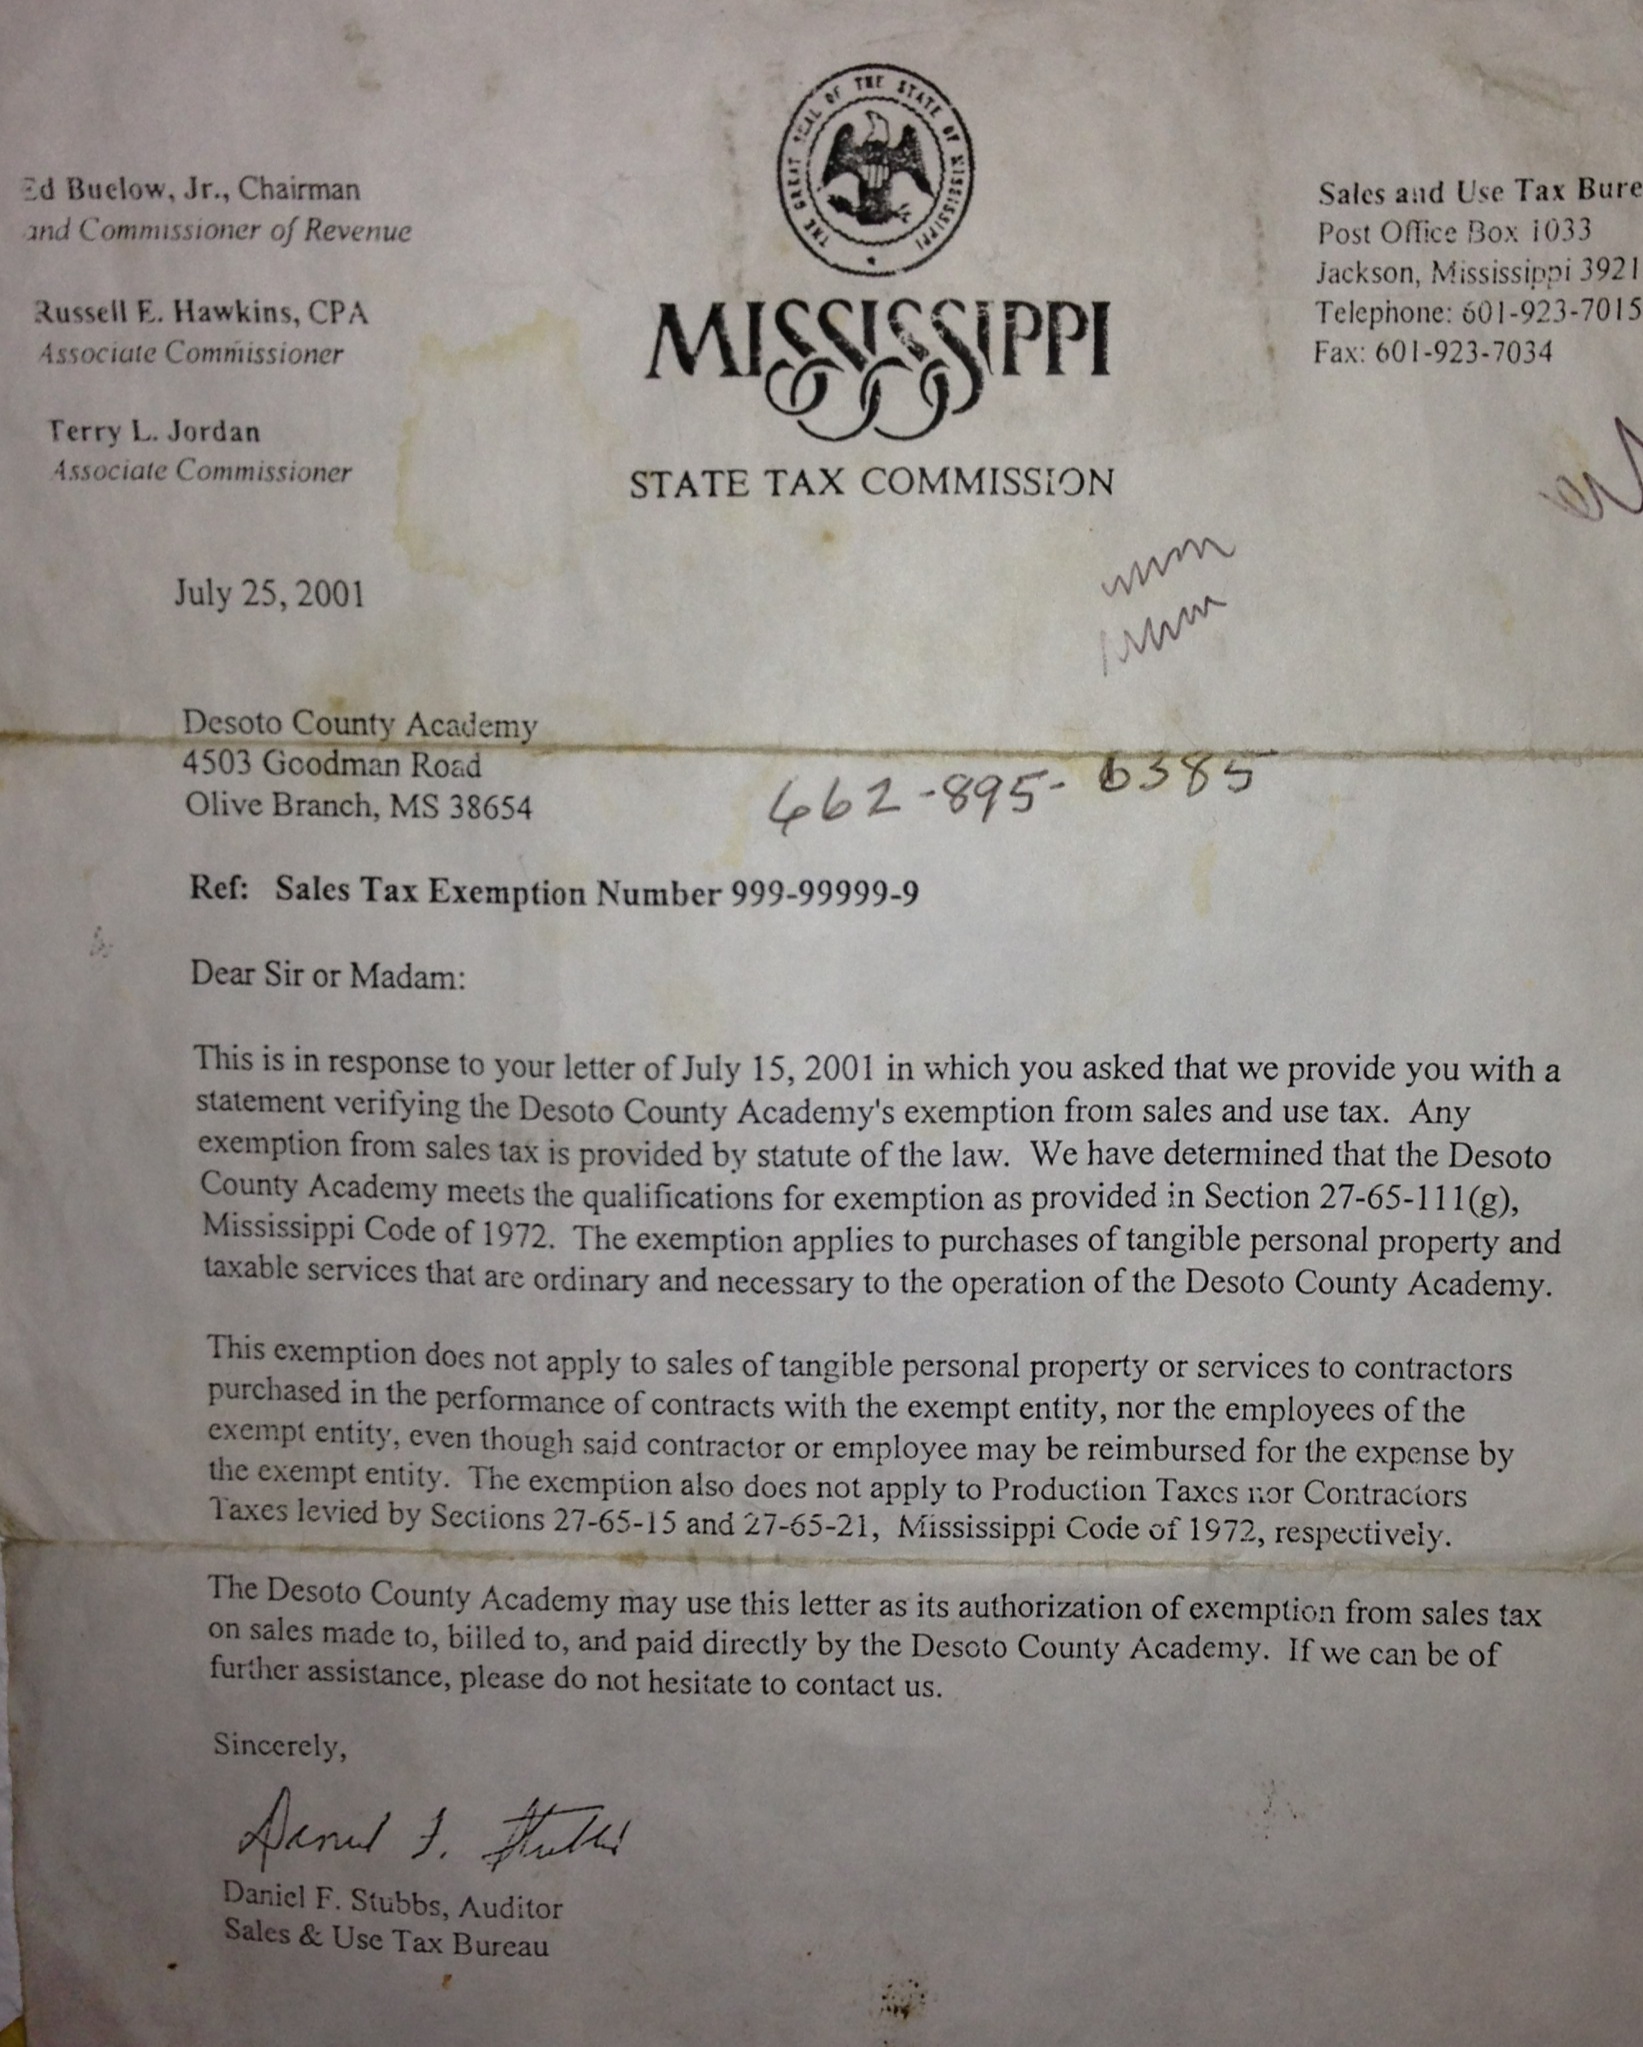 THE GREAT SEAL OF THE STATE OF MISSISSIPPI
Ed Buelow, Jr., Chairman
and Commissioner of Revenue
Russell E. Hawkins, CPA
Associate Commissioner
Terry L. Jordan
Associate Commissioner
MISSISSIPPI
STATE TAX COMMISSION
Sales and Use Tax Bure
Post Office Box 1033
Jackson, Mississippi 3921
Telephone: 601-923-7015
Fax: 601-923-7034
July 25, 2001
Desoto County Academy
4503 Goodman Road
Olive Branch, MS 38654
662-895-6385
Ref: Sales Tax Exemption Number 999-99999-9
Dear Sir or Madam:
This is in response to your letter of July 15, 2001 in which you asked that we provide you with a
statement verifying the Desoto County Academy's exemption from sales and use tax. Any
exemption from sales tax is provided by statute of the law. We have determined that the Desoto
County Academy meets the qualifications for exemption as provided in Section 27-65-111(g),
Mississippi Code of 1972. The exemption applies to purchases of tangible personal property and
taxable services that are ordinary and necessary to the operation of the Desoto County Academy.
This exemption does not apply to sales of tangible personal property or services to contractors
purchased in the performance of contracts with the exempt entity, nor the employees of the
exempt entity, even though said contractor or employee may be reimbursed for the expense by
the exempt entity. The exemption also does not apply to Production Taxes nor Contractors
Taxes levied by Sections 27-65-15 and 27-65-21, Mississippi Code of 1972, respectively.
The Desoto County Academy may use this letter as its authorization of exemption from sales tax
on sales made to, billed to, and paid directly by the Desoto County Academy. If we can be of
further assistance, please do not hesitate to contact us.
Sincerely,
Daniel F. Stubbs
Daniel F. Stubbs, Auditor
Sales & Use Tax Bureau